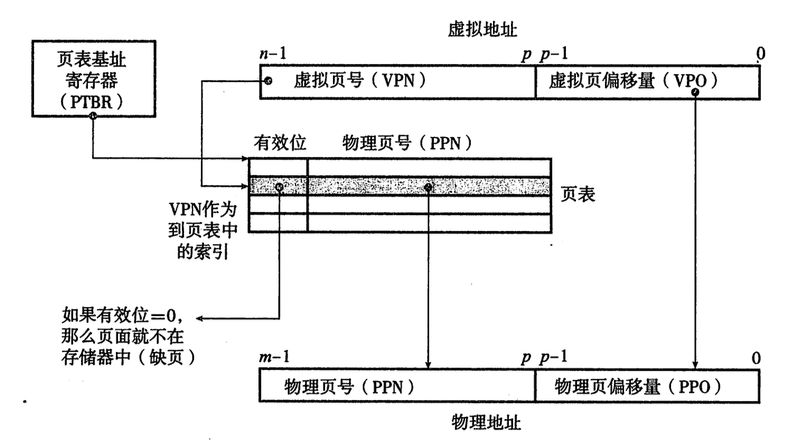 虚拟地址
页表基址
寄存器
（PTBR）
n-1
p
p-1
0
虚拟页号（VPN）
虚拟页偏移量（VPO）
有效位
物理页号（PPN）
页表
VPN作为
到页表中
的索引
如果有效位=0，
那么页面就不在
存储器中（缺页）
m-1
p
p-1
0
物理页号（PPN）
物理页偏移量（PPO）
物理地址